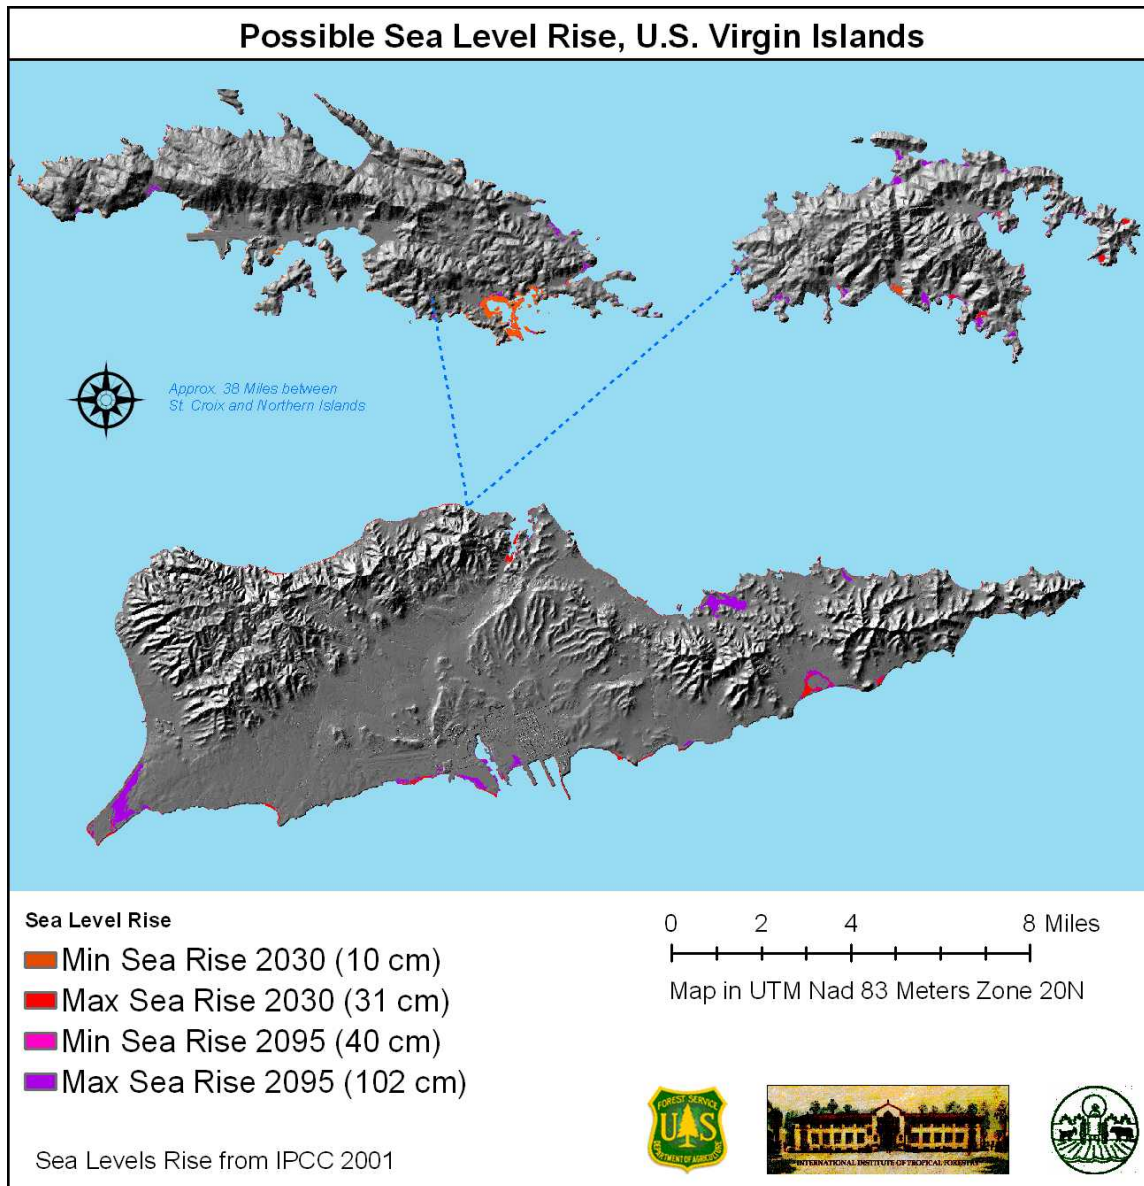 Possible Sea Level Rise, U.S. Virgin Islands
Approx. 38 Miles between
St. Croix and Northern Islands
Sea Level Rise
Min Sea Rise 2030 (10 cm)
Max Sea Rise 2030 (31 cm)
Min Sea Rise 2095 (40 cm)
Max Sea Rise 2095 (102 cm)
0 2 4 8 Miles
Map in UTM Nad 83 Meters Zone 20N
FOREST SERVICE
US
DEPARTMENT OF AGRICULTURE
INTERNATIONAL INSTITUTE OF TROPICAL FORESTRY
Sea Levels Rise from IPCC 2001